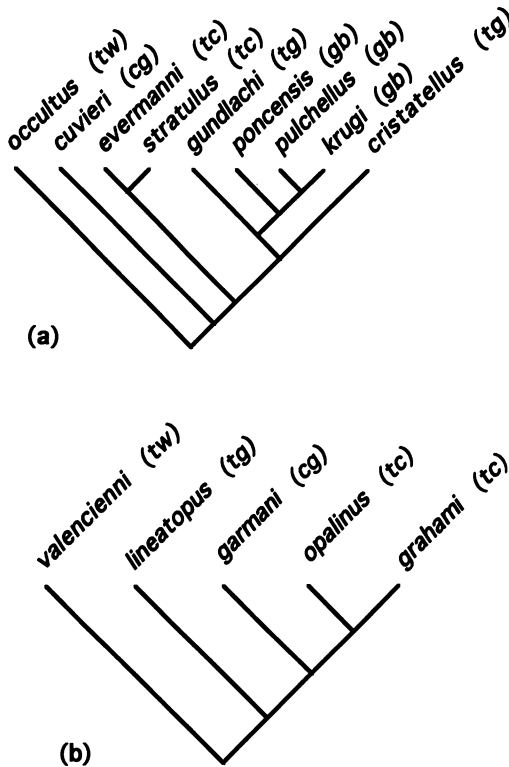 occultus (tw)
cuvieri (cg)
evermanni (tc)
stratulus (tc)
gundlachi (tg)
poncensis (gb)
pulchellus (gb)
krugi (gb)
cristatellus (tg)
(a)
valencienni (tw)
lineatopus (tg)
garmani (cg)
opalinus (tc)
grahami (tc)
(b)